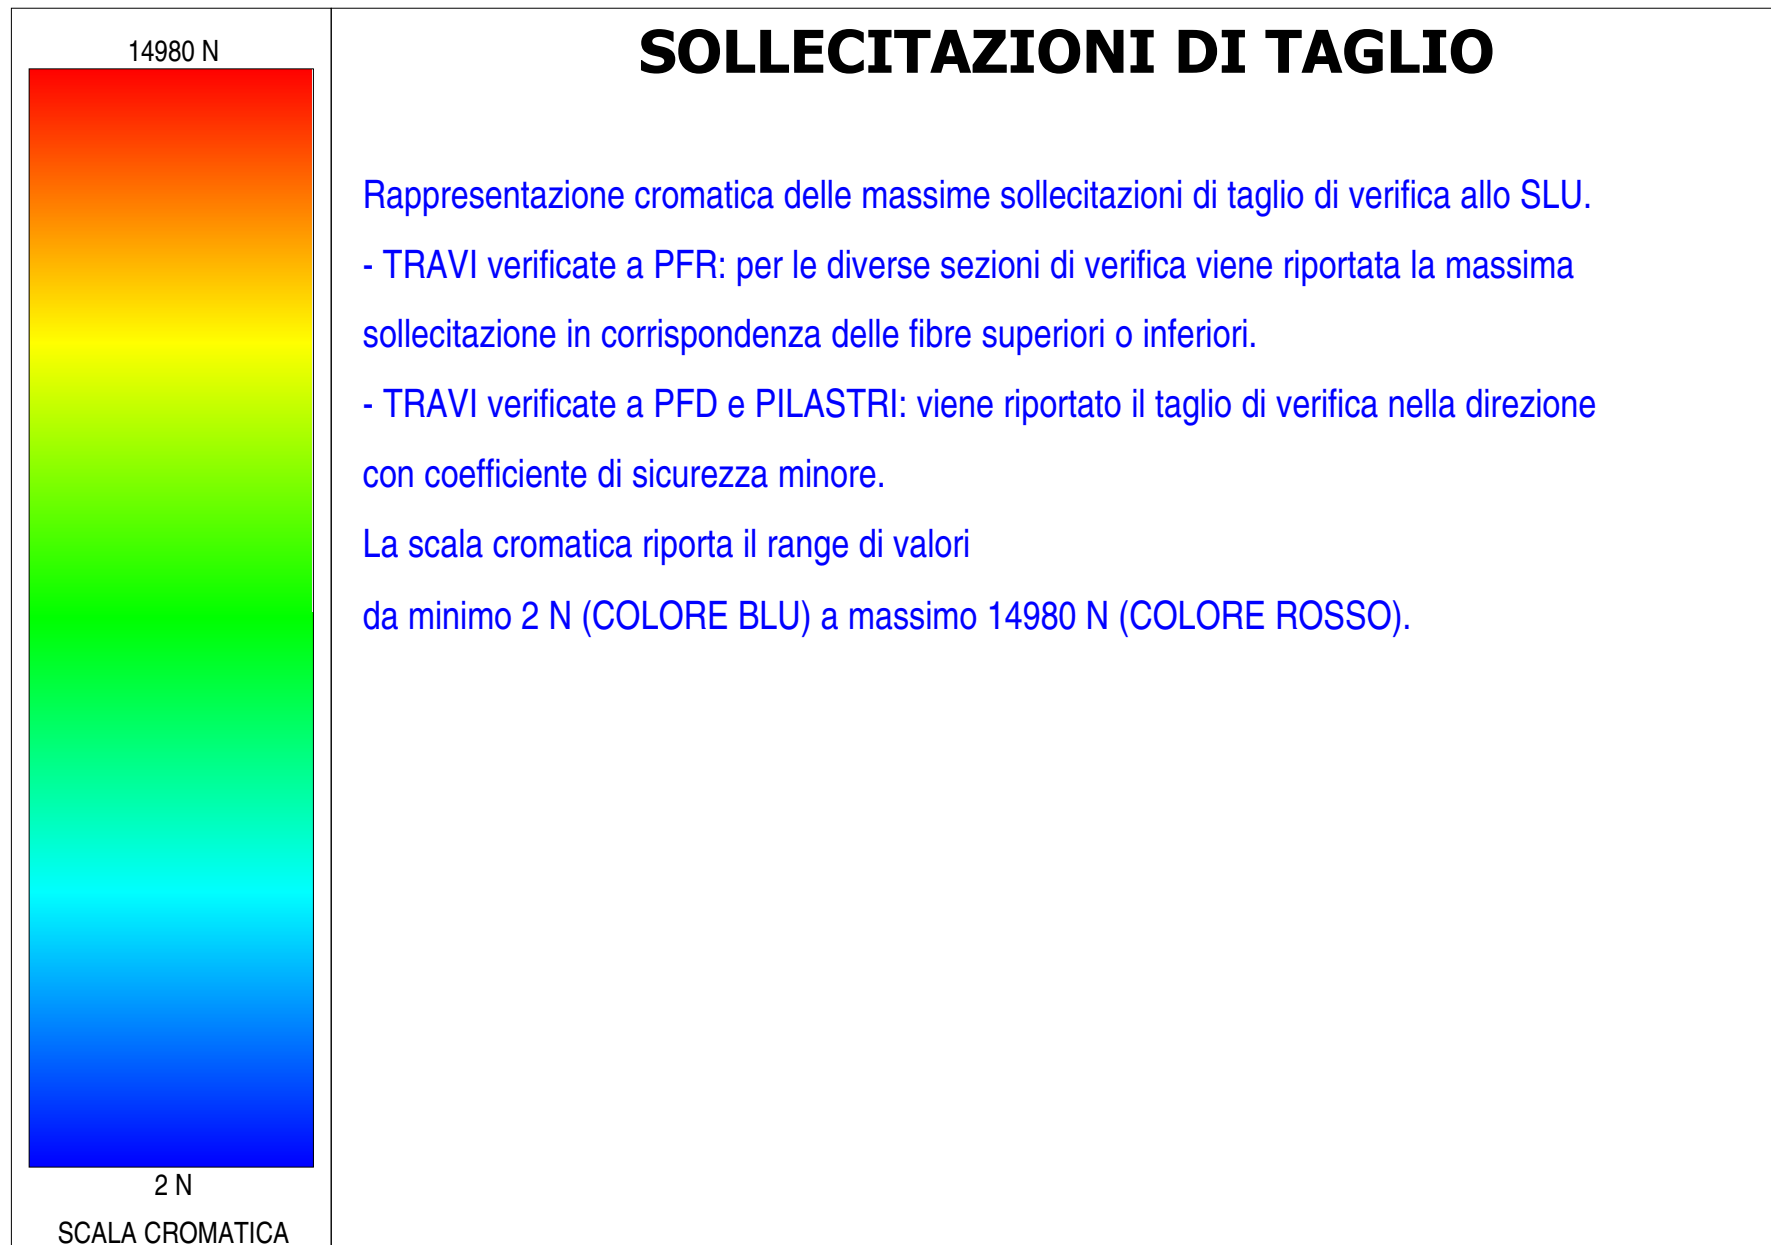 14980 N
2 N
SCALA CROMATICA
SOLLECITAZIONI DI TAGLIO
Rappresentazione cromatica delle massime sollecitazioni di taglio di verifica allo SLU.
- TRAVI verificate a PFR: per le diverse sezioni di verifica viene riportata la massima
sollecitazione in corrispondenza delle fibre superiori o inferiori.
- TRAVI verificate a PFD e PILASTRI: viene riportato il taglio di verifica nella direzione
con coefficiente di sicurezza minore.
La scala cromatica riporta il range di valori
da minimo 2 N (COLORE BLU) a massimo 14980 N (COLORE ROSSO).